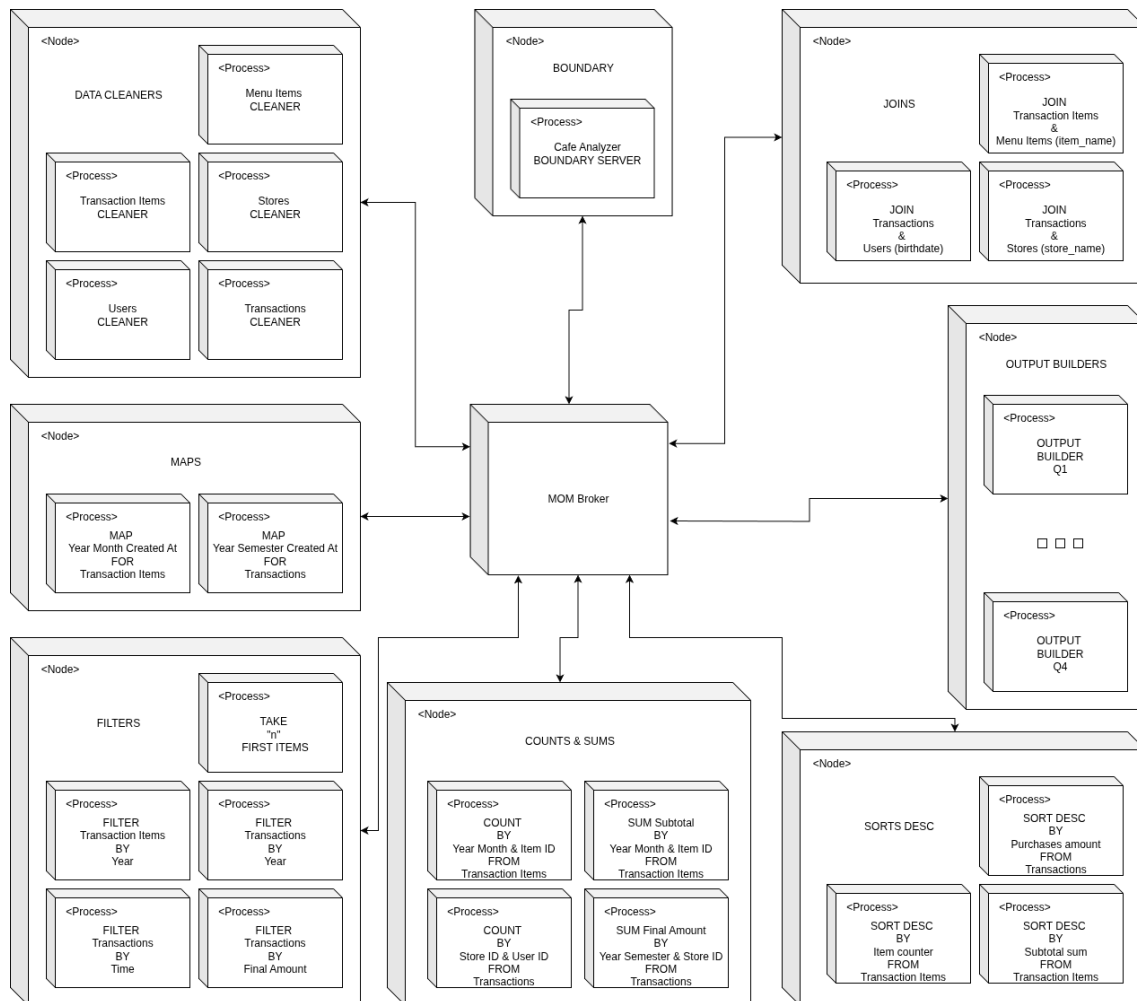 <Node>
DATA CLEANERS
<Process>
Menu Items
CLEANER
<Process>
Transaction Items
CLEANER
<Process>
Stores
CLEANER
<Process>
Users
CLEANER
<Process>
Transactions
CLEANER
<Node>
BOUNDARY
<Process>
Cafe Analyzer
BOUNDARY SERVER
<Node>
JOINS
<Process>
JOIN
Transaction Items
&
Menu Items (item_name)
<Process>
JOIN
Transactions
&
Users (birthdate)
<Process>
JOIN
Transactions
&
Stores (store_name)
<Node>
MAPS
<Process>
MAP
Year Month Created At
FOR
Transaction Items
<Process>
MAP
Year Semester Created At
FOR
Transactions
MOM Broker
<Node>
OUTPUT BUILDERS
<Process>
OUTPUT
BUILDER
Q1
<Process>
OUTPUT
BUILDER
Q4
<Node>
FILTERS
<Process>
TAKE
"n"
FIRST ITEMS
<Process>
FILTER
Transaction Items
BY
Year
<Process>
FILTER
Transactions
BY
Year
<Process>
FILTER
Transactions
BY
Time
<Process>
FILTER
Transactions
BY
Final Amount
<Node>
COUNTS & SUMS
<Process>
COUNT
BY
Year Month & Item ID
FROM
Transaction Items
<Process>
SUM Subtotal
BY
Year Month & Item ID
FROM
Transaction Items
<Process>
COUNT
BY
Store ID & User ID
FROM
Transactions
<Process>
SUM Final Amount
BY
Year Semester & Store ID
FROM
Transactions
<Node>
SORTS DESC
<Process>
SORT DESC
BY
Purchases amount
FROM
Transactions
<Process>
SORT DESC
BY
Item counter
FROM
Transaction Items
<Process>
SORT DESC
BY
Subtotal sum
FROM
Transaction Items